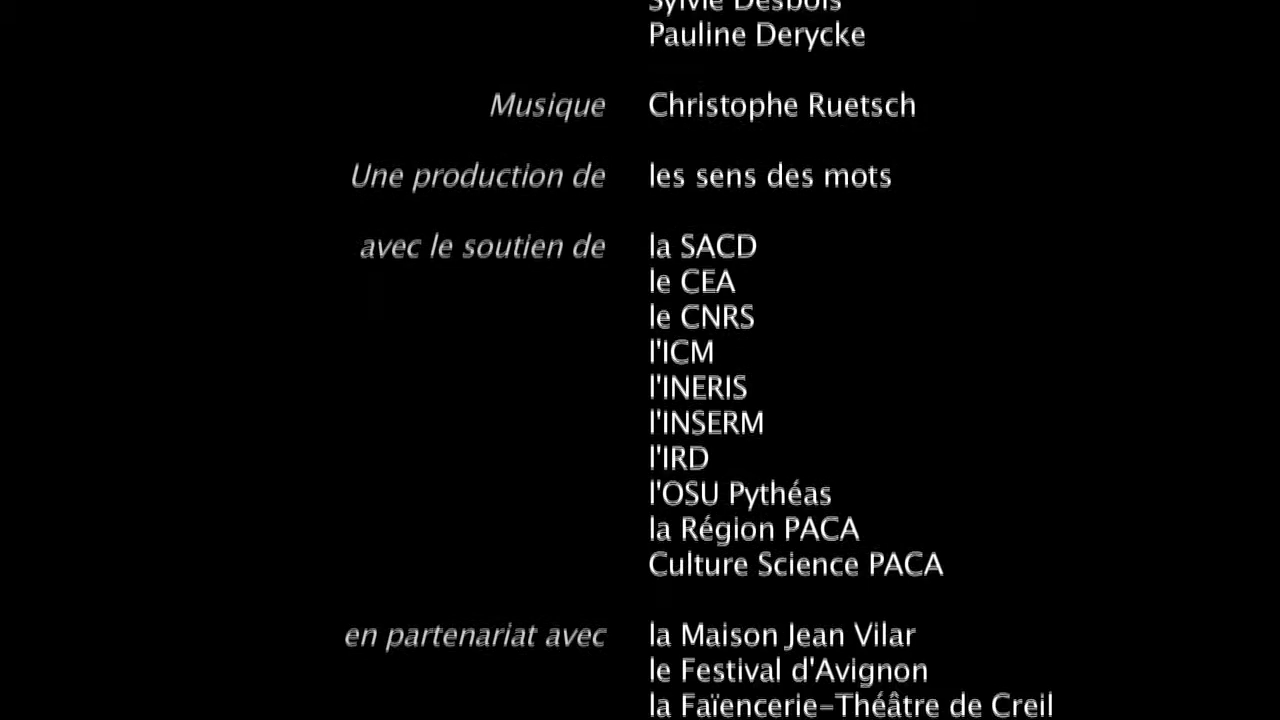 Sylvie Desbois
Pauline Derycke
Musique Christophe Ruetsch
Une production de les sens des mots
avec le soutien de la SACD
le CEA
le CNRS
l'ICM
l'INERIS
l'INSERM
l'IRD
l'OSU Pythéas
la Région PACA
Culture Science PACA
en partenariat avec la Maison Jean Vilar
le Festival d'Avignon
la Faïencerie-Théâtre de Creil